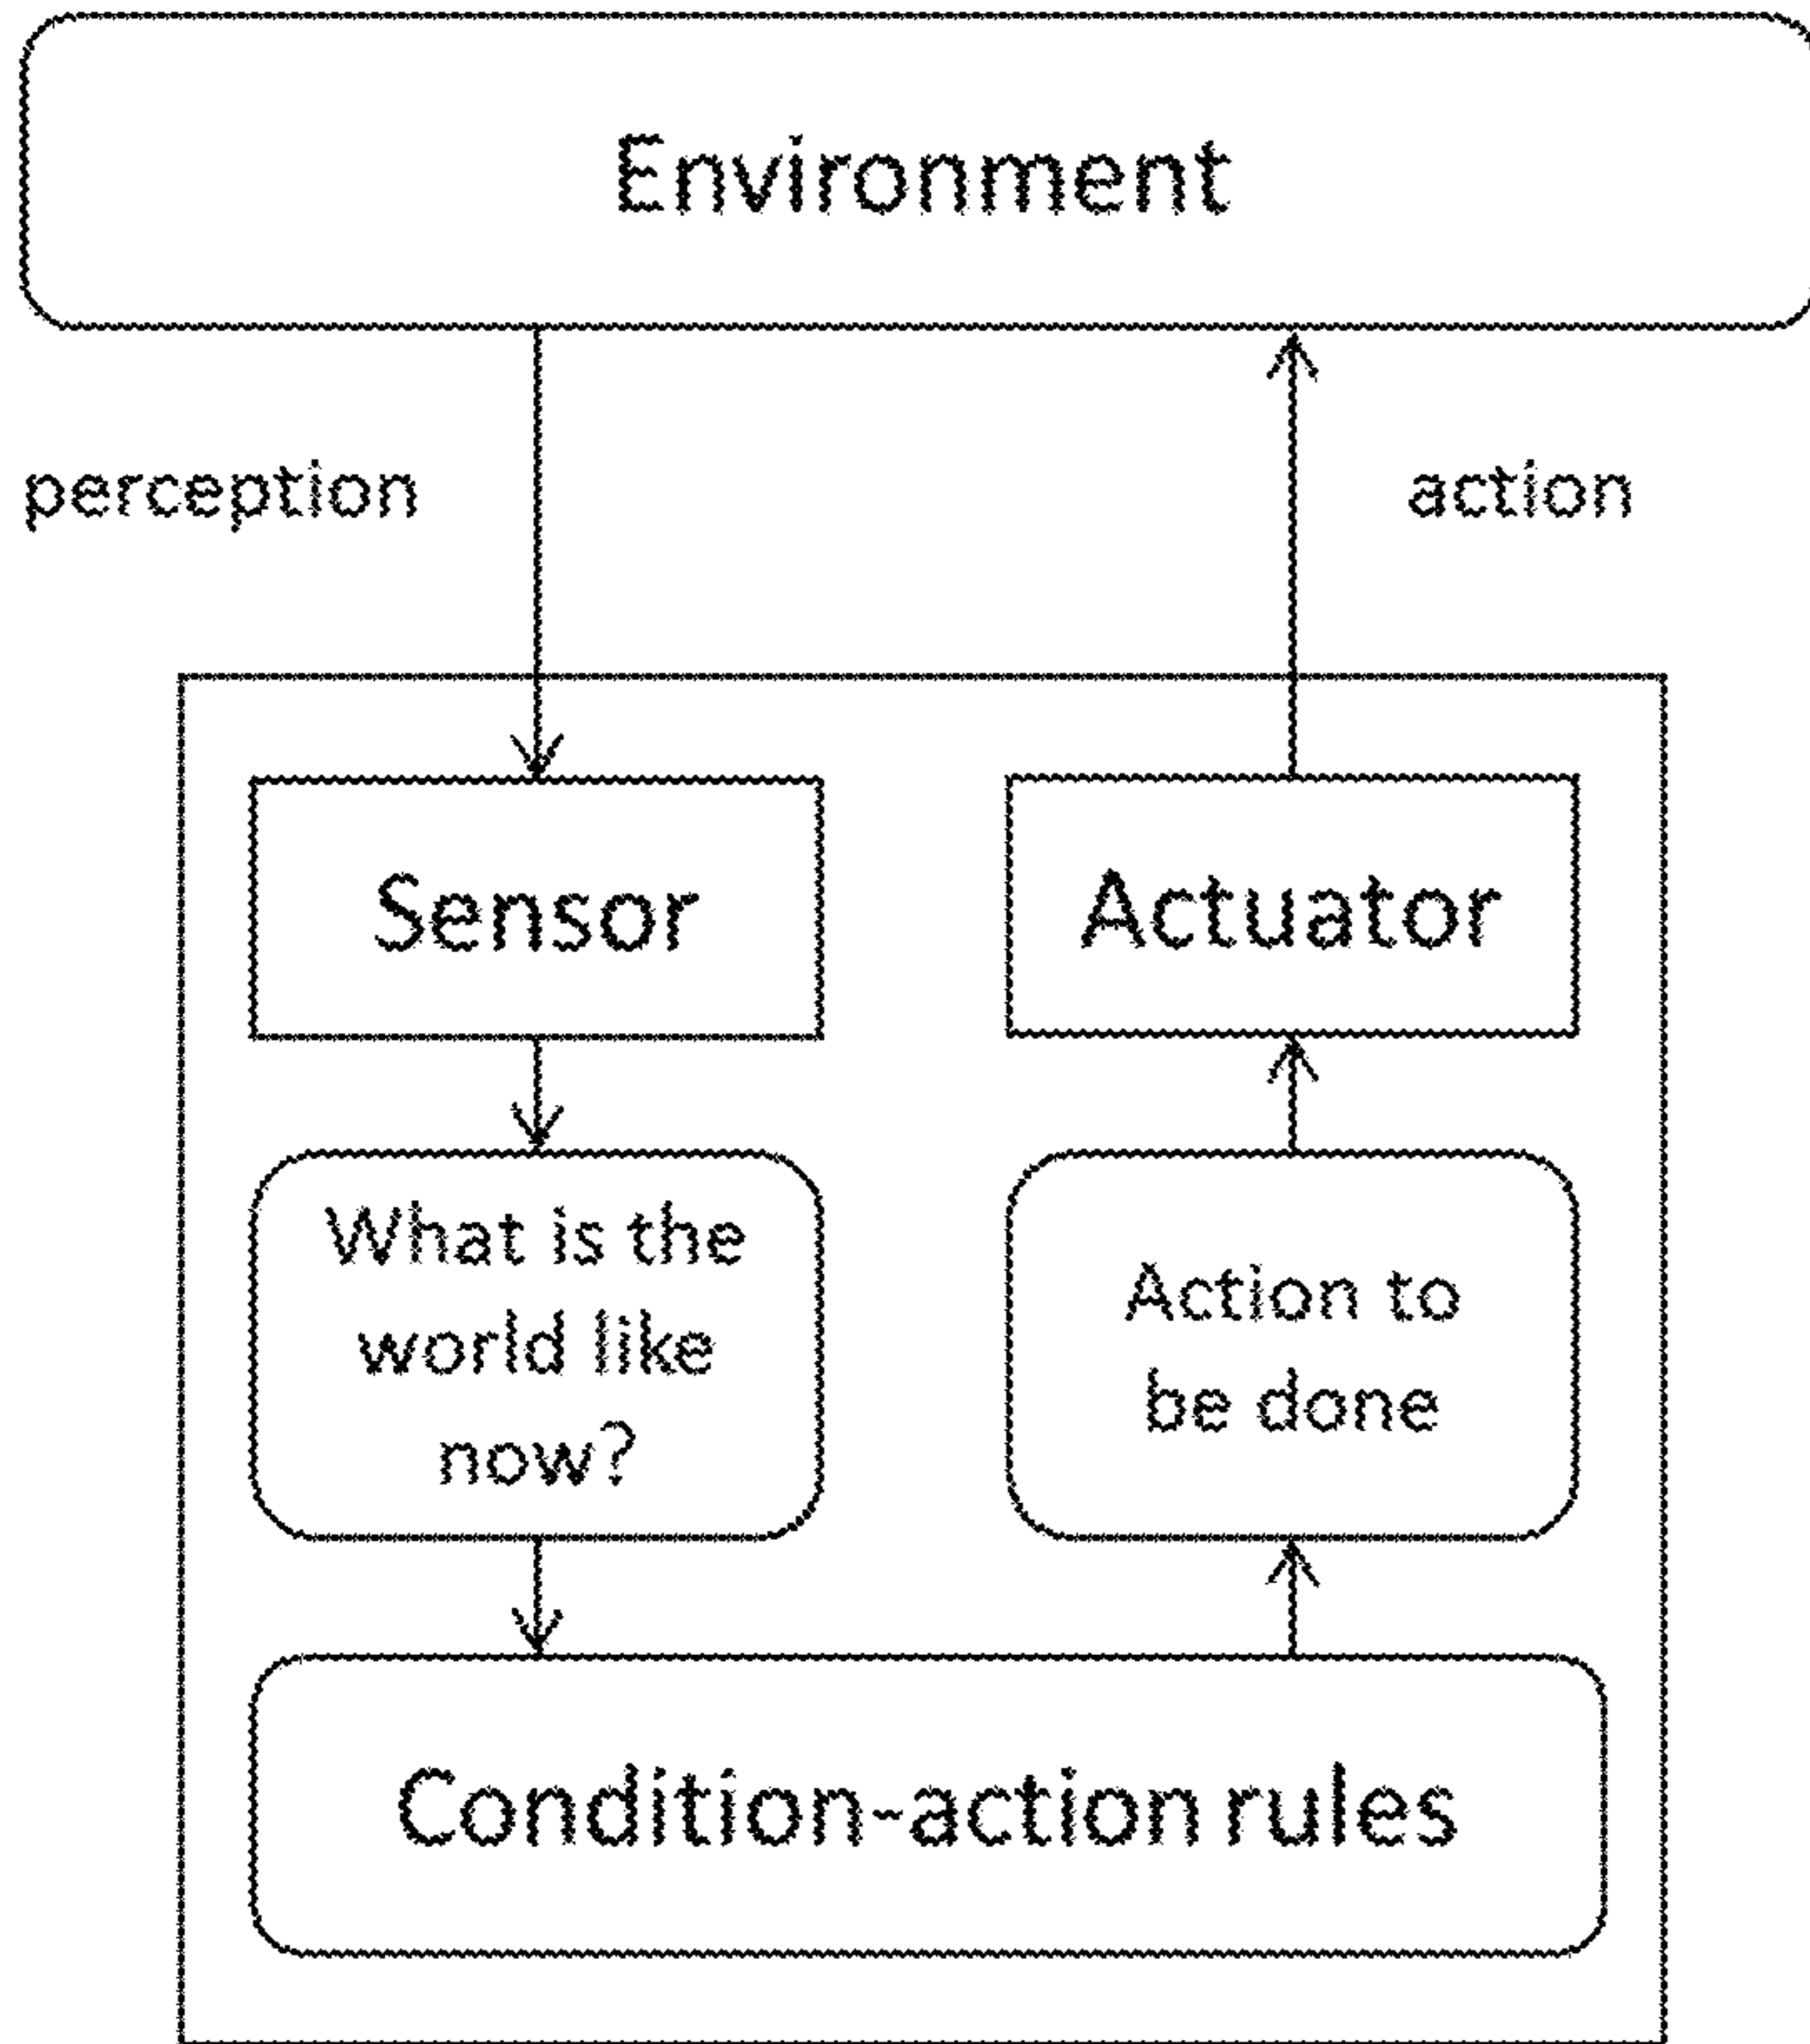 Environment
perception
action
Sensor
Actuator
What is the
world like
now?
Action to
be done
Condition-action rules